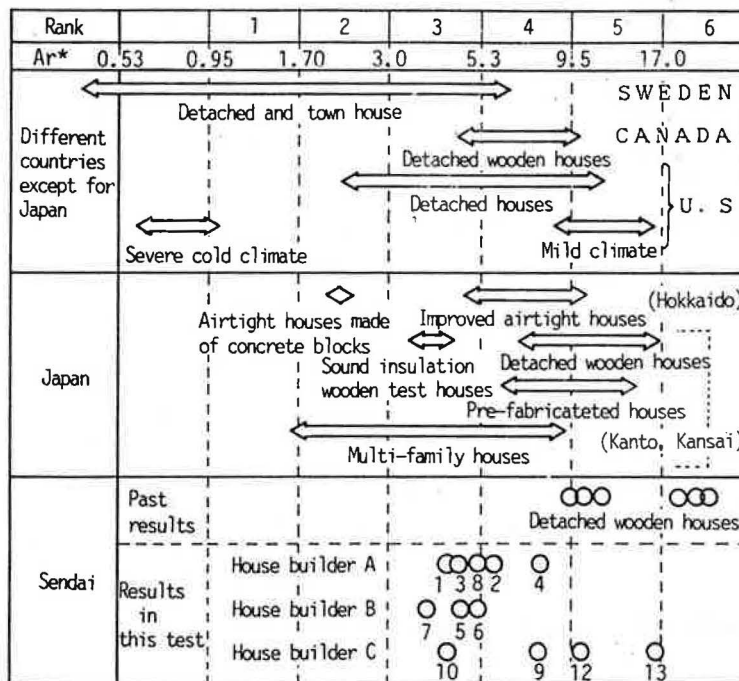 Rank 1 2 3 4 5 6
Ar* 0.53 0.95 1.70 3.0 5.3 9.5 17.0
Different
countries
except for
Japan
SWEDEN
Detached and town house
CANADA
Detached wooden houses
Detached houses
U.S
Severe cold climate
Mild climate
Japan
(Hokkaido)
Airtight houses made
of concrete blocks
Improved airtight houses
Sound insulation
wooden test houses
Detached wooden houses
Pre-fabricateted houses
(Kanto, Kansai)
Multi-family houses
Sendai
Past
results
Detached wooden houses
Results
in
this test
House builder A
1 3 8 2 4
House builder B
7 5 6
House builder C
10 9 12 13